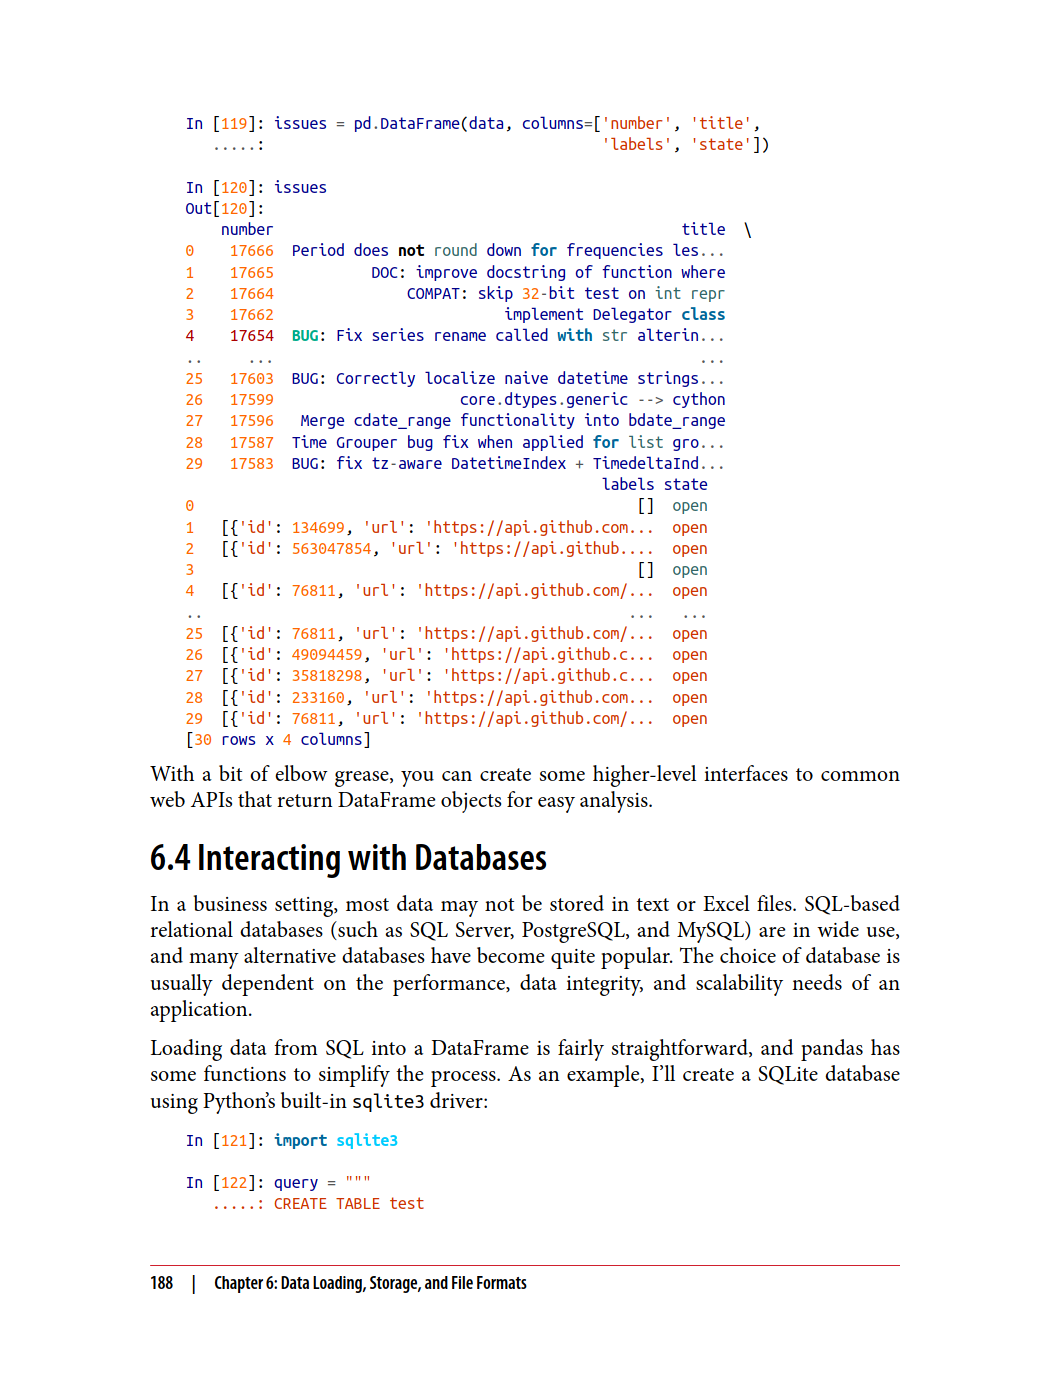 In [119]: issues = pd.DataFrame(data, columns=['number', 'title',
   .....:                                      'labels', 'state'])
In [120]: issues
Out[120]:
    number                                              title  \
0    17666  Period does not round down for frequencies les...
1    17665           DOC: improve docstring of function where
2    17664               COMPAT: skip 32-bit test on int repr
3    17662                          implement Delegator class
4    17654  BUG: Fix series rename called with str alterin...
..     ...                                                ...
25   17603  BUG: Correctly localize naive datetime strings...
26   17599                     core.dtypes.generic --> cython
27   17596   Merge cdate_range functionality into bdate_range
28   17587  Time Grouper bug fix when applied for list gro...
29   17583  BUG: fix tz-aware DatetimeIndex + TimedeltaInd...
                                               labels state
0                                                  []  open
1   [{'id': 134699, 'url': 'https://api.github.com...  open
2   [{'id': 563047854, 'url': 'https://api.github....  open
3                                                  []  open
4   [{'id': 76811, 'url': 'https://api.github.com/...  open
..                                                ...   ...
25  [{'id': 76811, 'url': 'https://api.github.com/...  open
26  [{'id': 49094459, 'url': 'https://api.github.c...  open
27  [{'id': 35818298, 'url': 'https://api.github.c...  open
28  [{'id': 233160, 'url': 'https://api.github.com...  open
29  [{'id': 76811, 'url': 'https://api.github.com/...  open
[30 rows x 4 columns]
With a bit of elbow grease, you can create some higher-level interfaces to common
web APIs that return DataFrame objects for easy analysis.
6.4 Interacting with Databases
In a business setting, most data may not be stored in text or Excel files. SQL-based
relational databases (such as SQL Server, PostgreSQL, and MySQL) are in wide use,
and many alternative databases have become quite popular. The choice of database is
usually dependent on the performance, data integrity, and scalability needs of an
application.
Loading data from SQL into a DataFrame is fairly straightforward, and pandas has
some functions to simplify the process. As an example, I’ll create a SQLite database
using Python’s built-in sqlite3 driver:
In [121]: import sqlite3
In [122]: query = """
   .....: CREATE TABLE test
188 | Chapter 6: Data Loading, Storage, and File Formats